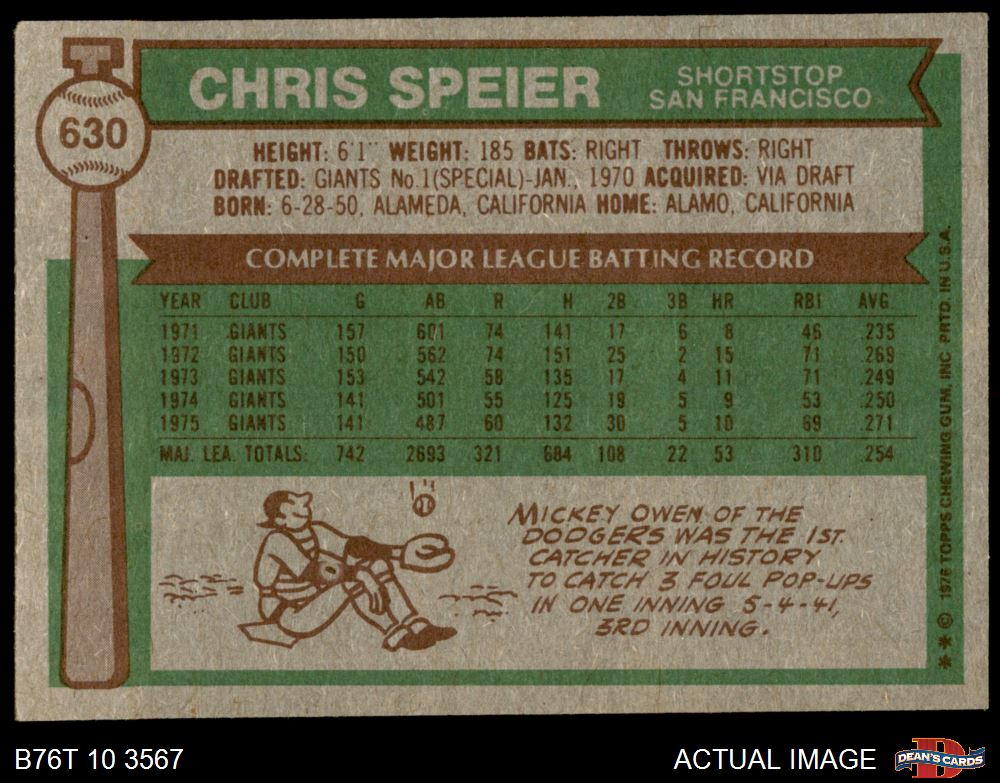 CHRIS SPEIER
SHORTSTOP
SAN FRANCISCO
630
HEIGHT: 6'1" WEIGHT: 185 BATS: RIGHT THROWS: RIGHT
DRAFTED: GIANTS No.1(SPECIAL)-JAN., 1970 ACQUIRED: VIA DRAFT
BORN: 6-28-50, ALAMEDA, CALIFORNIA HOME: ALAMO, CALIFORNIA
COMPLETE MAJOR LEAGUE BATTING RECORD
YEAR CLUB G AB R H 2B 3B HR RBI AVG.
1971 GIANTS 157 601 74 141 17 6 8 46 .235
1972 GIANTS 150 562 74 151 25 2 15 71 .269
1973 GIANTS 153 542 58 135 17 4 11 71 .249
1974 GIANTS 141 501 55 125 19 5 9 53 .250
1975 GIANTS 141 487 60 132 30 5 10 69 .271
MAJ. LEA. TOTALS: 742 2693 321 684 108 22 53 310 .254
MICKEY OWEN OF THE
DODGERS WAS THE 1ST.
CATCHER IN HISTORY
TO CATCH 3 FOUL POP-UPS
IN ONE INNING 5-4-41,
3RD INNING.
** © 1976 TOPPS CHEWING GUM, INC. PRTD. IN U.S.A.
B76T 10 3567
ACTUAL IMAGE
D
DEAN'S CARDS